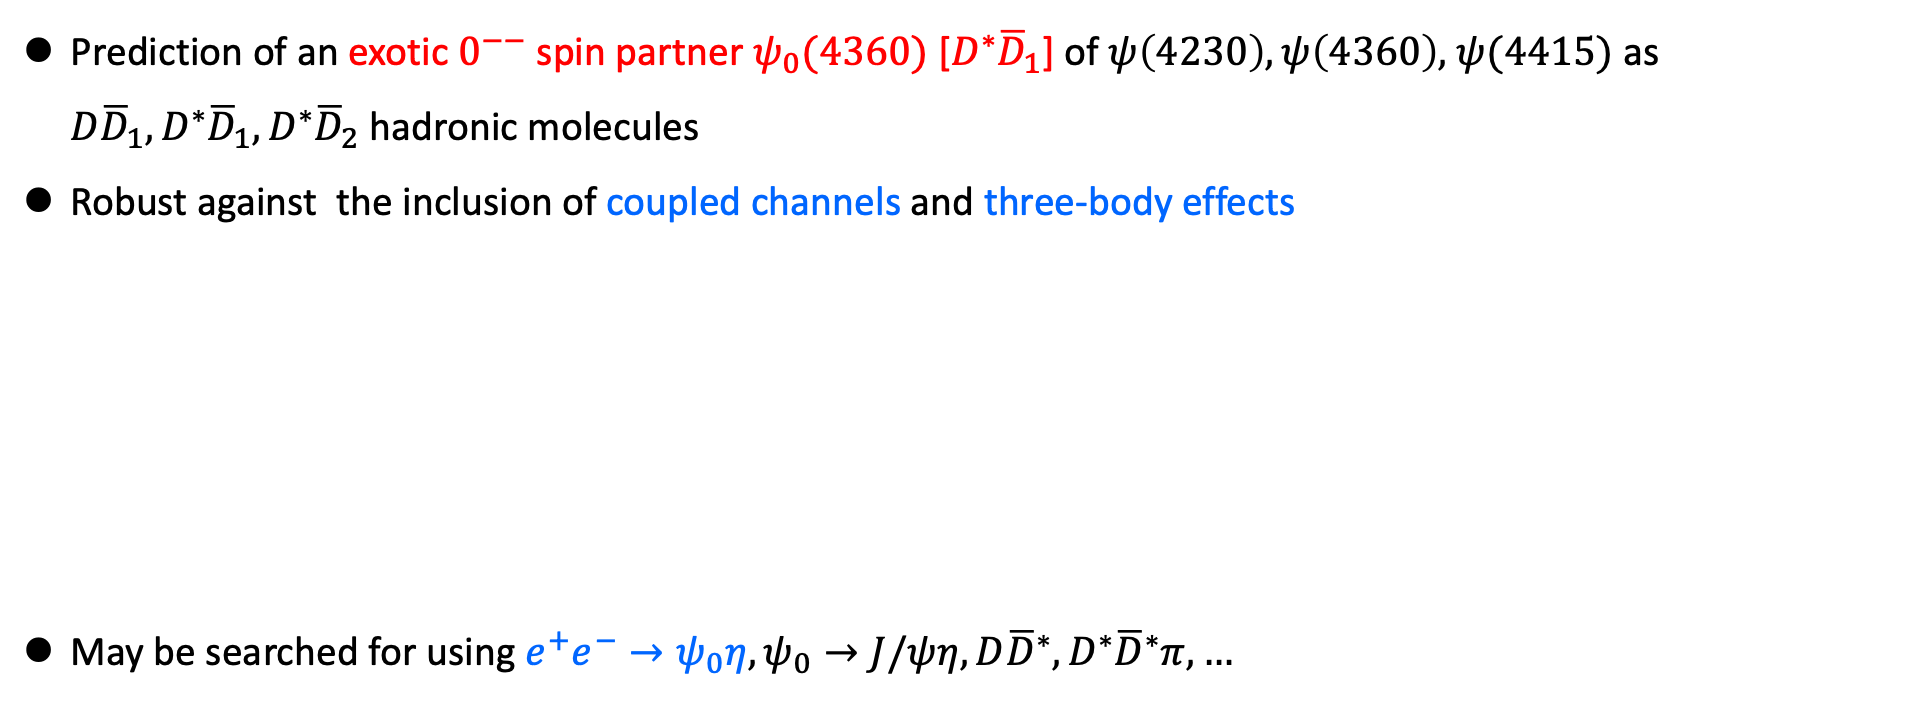 ● Prediction of an exotic 0⁻⁻ spin partner ψ₀(4360) [D*D̅₁] of ψ(4230), ψ(4360), ψ(4415) as
DD̅₁, D*D̅₁, D*D̅₂ hadronic molecules
● Robust against the inclusion of coupled channels and three-body effects
● May be searched for using e⁺e⁻ → ψ₀η, ψ₀ → J/ψη, DD̅*, D*D̅*π, ...